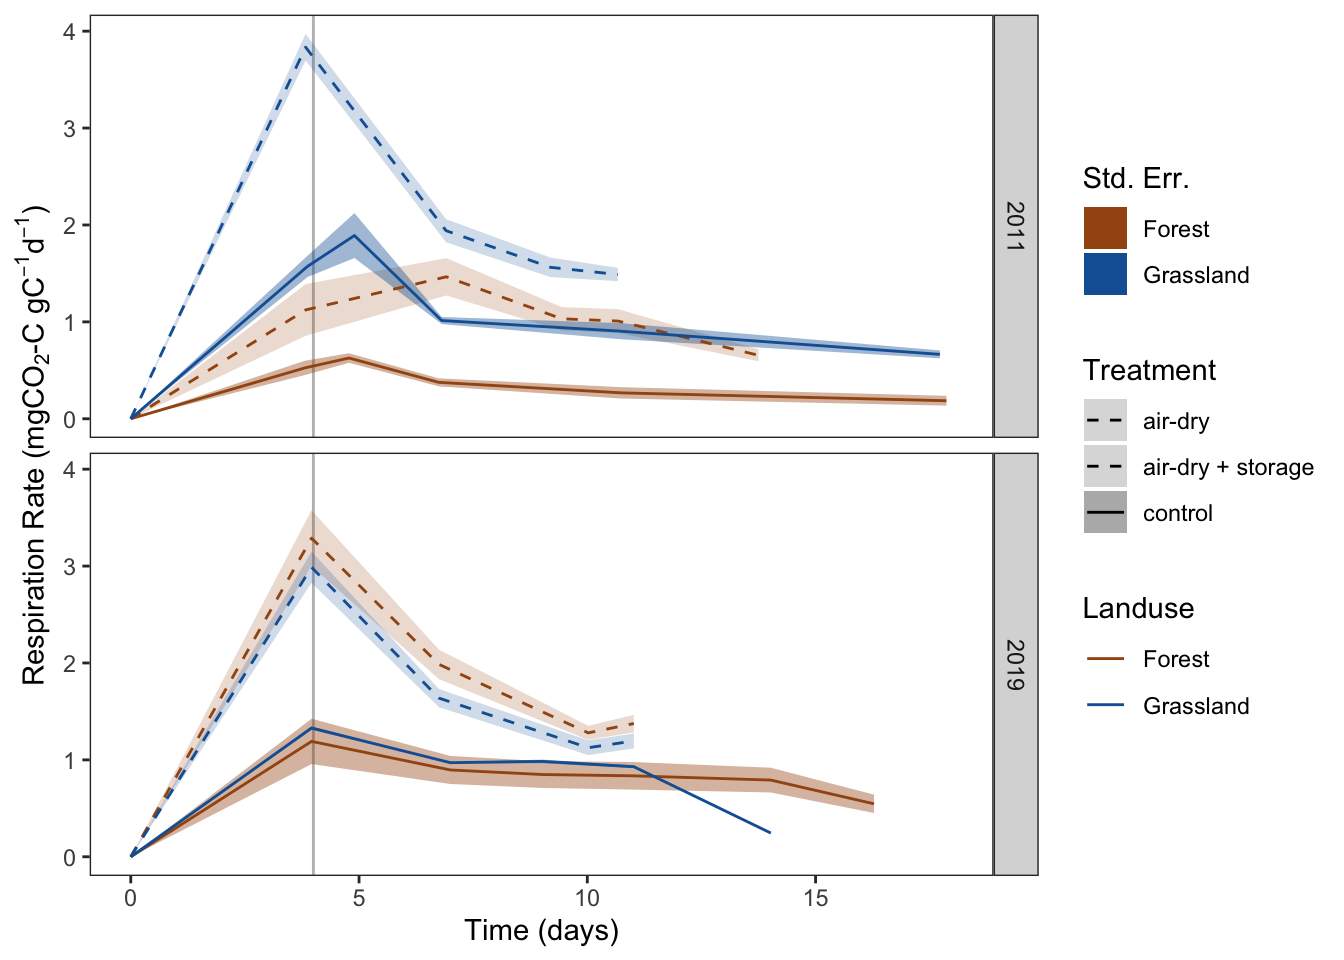 Respiration Rate (mgCO₂-C gC⁻¹d⁻¹)
4
3
2
1
0
2011
4
3
2
1
0
2019
0 5 10 15
Time (days)
Std. Err.
Forest
Grassland
Treatment
air-dry
air-dry + storage
control
Landuse
Forest
Grassland